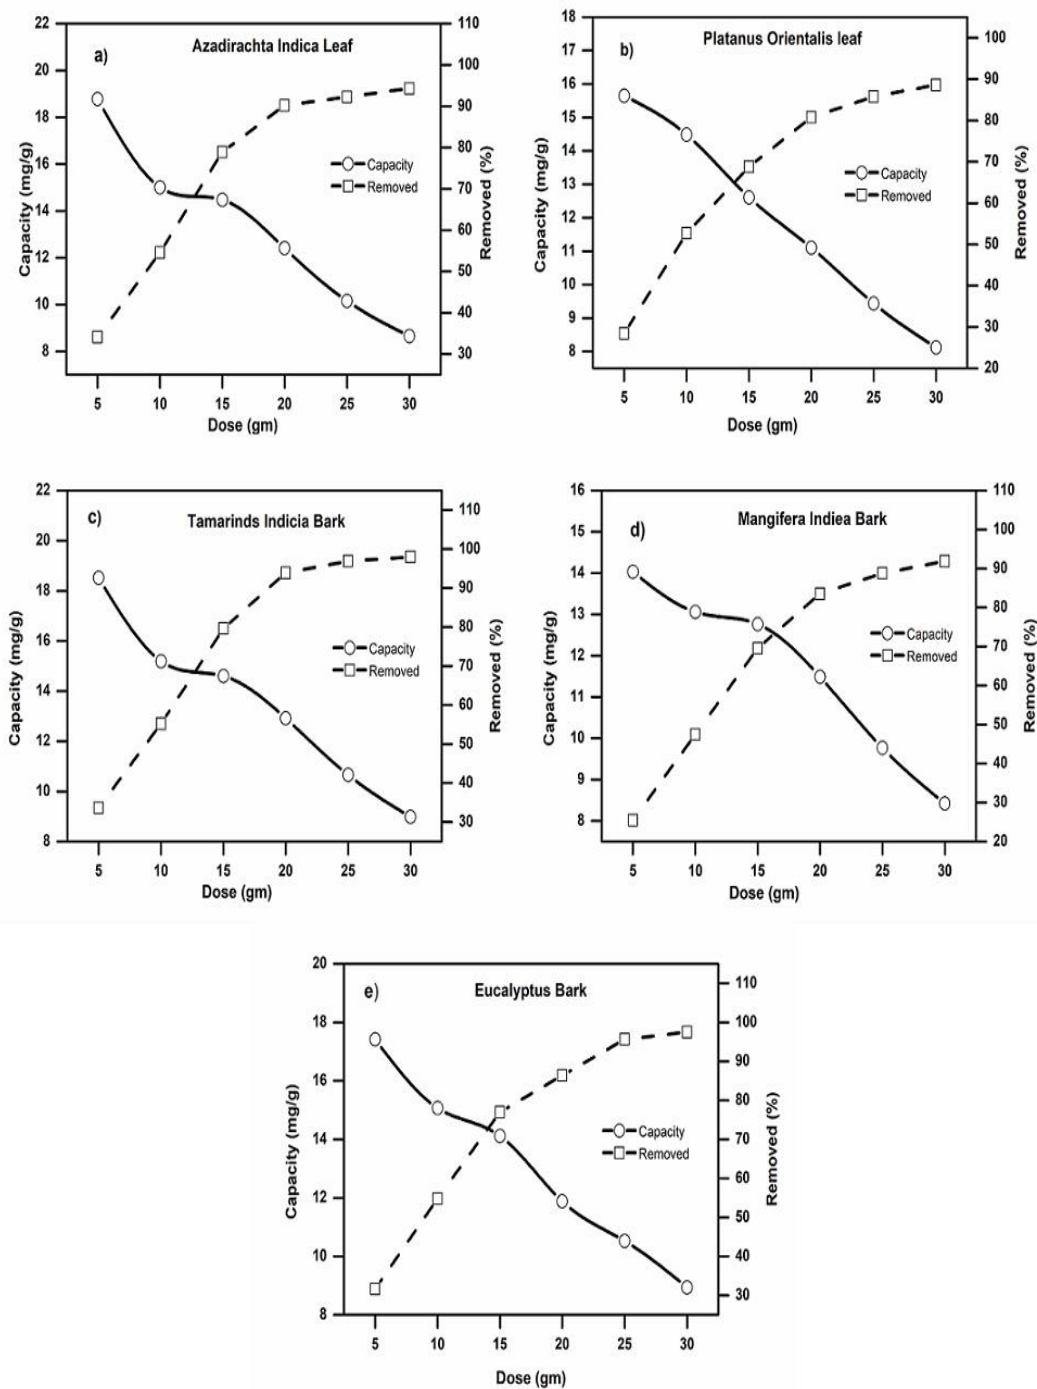 a)
Azadirachta Indica Leaf
Capacity (mg/g)
22
20
18
16
14
12
10
8
Removed (%)
110
100
90
80
70
60
50
40
30
Capacity
Removed
5 10 15 20 25 30
Dose (gm)
b)
Platanus Orientalis leaf
Capacity (mg/g)
18
17
16
15
14
13
12
11
10
9
8
Removed (%)
100
90
80
70
60
50
40
30
20
Capacity
Removed
5 10 15 20 25 30
Dose (gm)
c)
Tamarinds Indicia Bark
Capacity (mg/g)
22
20
18
16
14
12
10
8
Removed (%)
110
100
90
80
70
60
50
40
30
Capacity
Removed
5 10 15 20 25 30
Dose (gm)
d)
Mangifera Indiea Bark
Capacity (mg/g)
16
15
14
13
12
11
10
9
8
Removed (%)
110
100
90
80
70
60
50
40
30
20
Capacity
Removed
5 10 15 20 25 30
Dose (gm)
e)
Eucalyptus Bark
Capacity (mg/g)
20
18
16
14
12
10
8
Removed (%)
110
100
90
80
70
60
50
40
30
Capacity
Removed
5 10 15 20 25 30
Dose (gm)